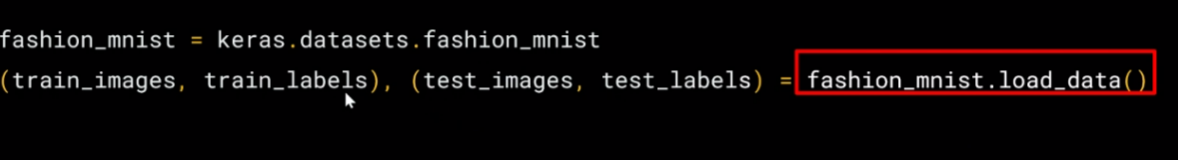 fashion_mnist = keras.datasets.fashion_mnist
(train_images, train_labels), (test_images, test_labels) = fashion_mnist.load_data()